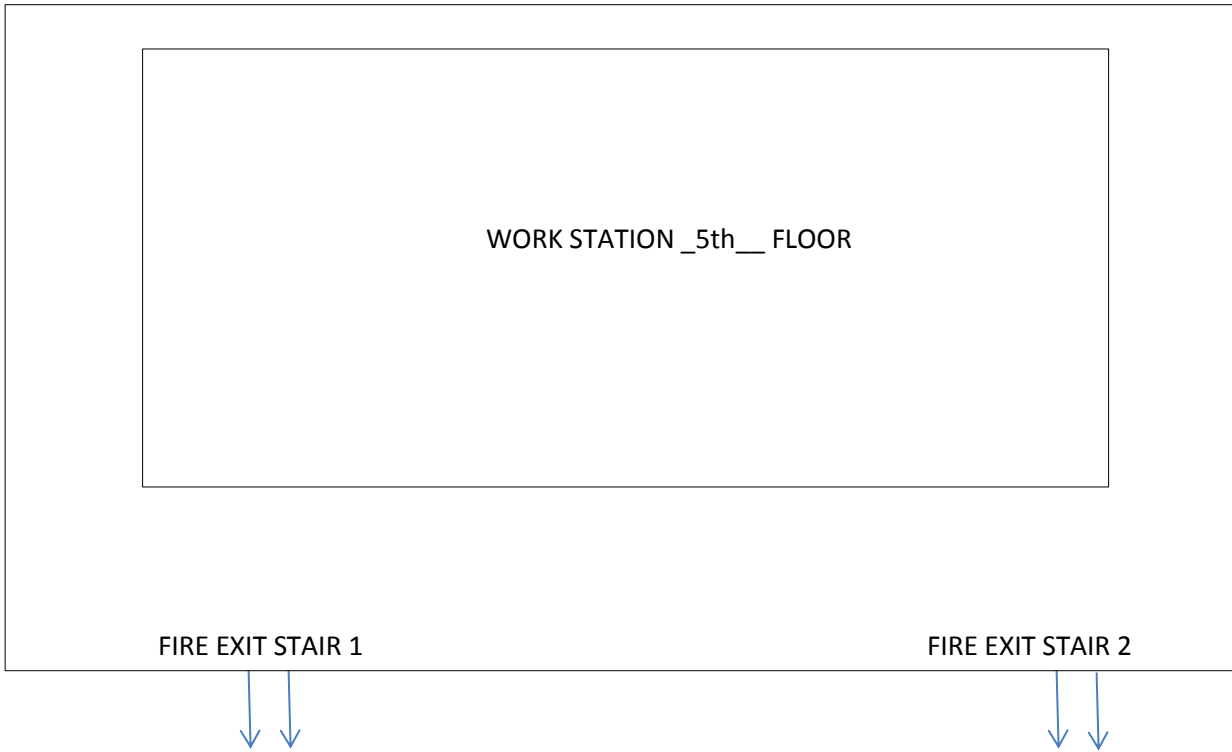 WORK STATION _5th__ FLOOR
FIRE EXIT STAIR 1
FIRE EXIT STAIR 2